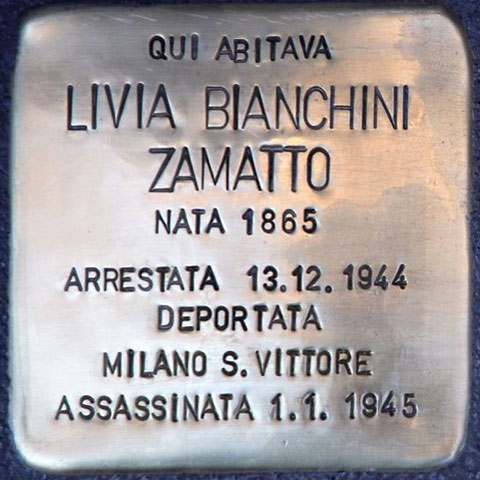 QUI ABITAVA
LIVIA BIANCHINI
ZAMATTO
NATA 1865
ARRESTATA 13.12.1944
DEPORTATA
MILANO S. VITTORE
ASSASSINATA 1.1. 1945